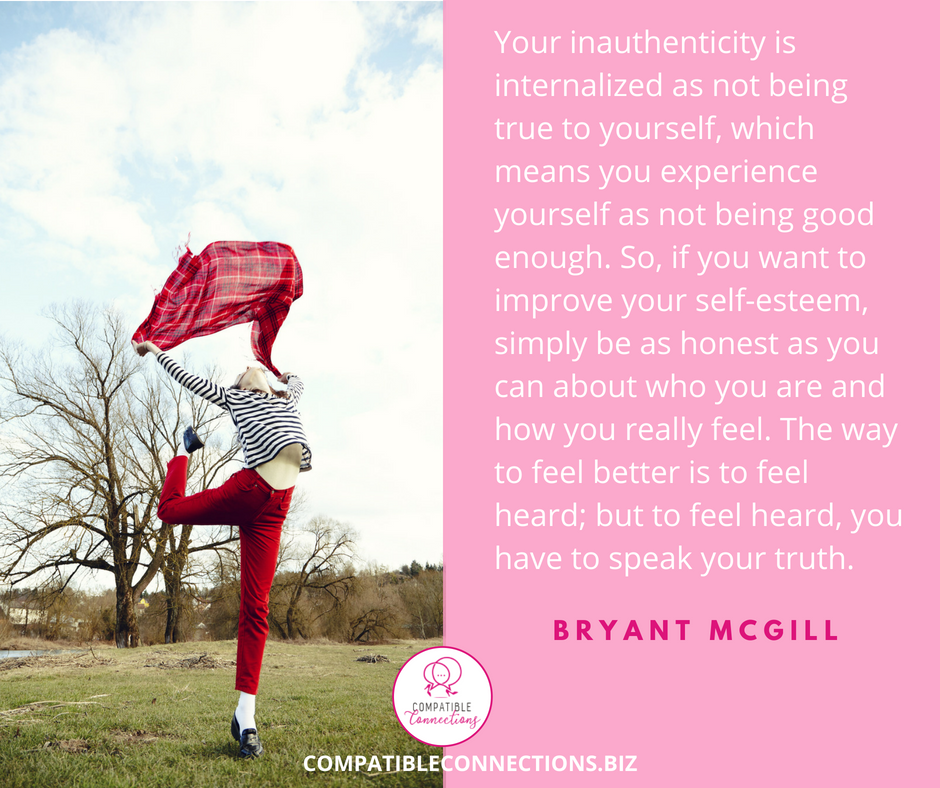 Your inauthenticity is
internalized as not being
true to yourself, which
means you experience
yourself as not being good
enough. So, if you want to
improve your self-esteem,
simply be as honest as you
can about who you are and
how you really feel. The way
to feel better is to feel
heard; but to feel heard, you
have to speak your truth.
BRYANT MCGILL
COMPATIBLE
Connections
COMPATIBLECONNECTIONS.BIZ